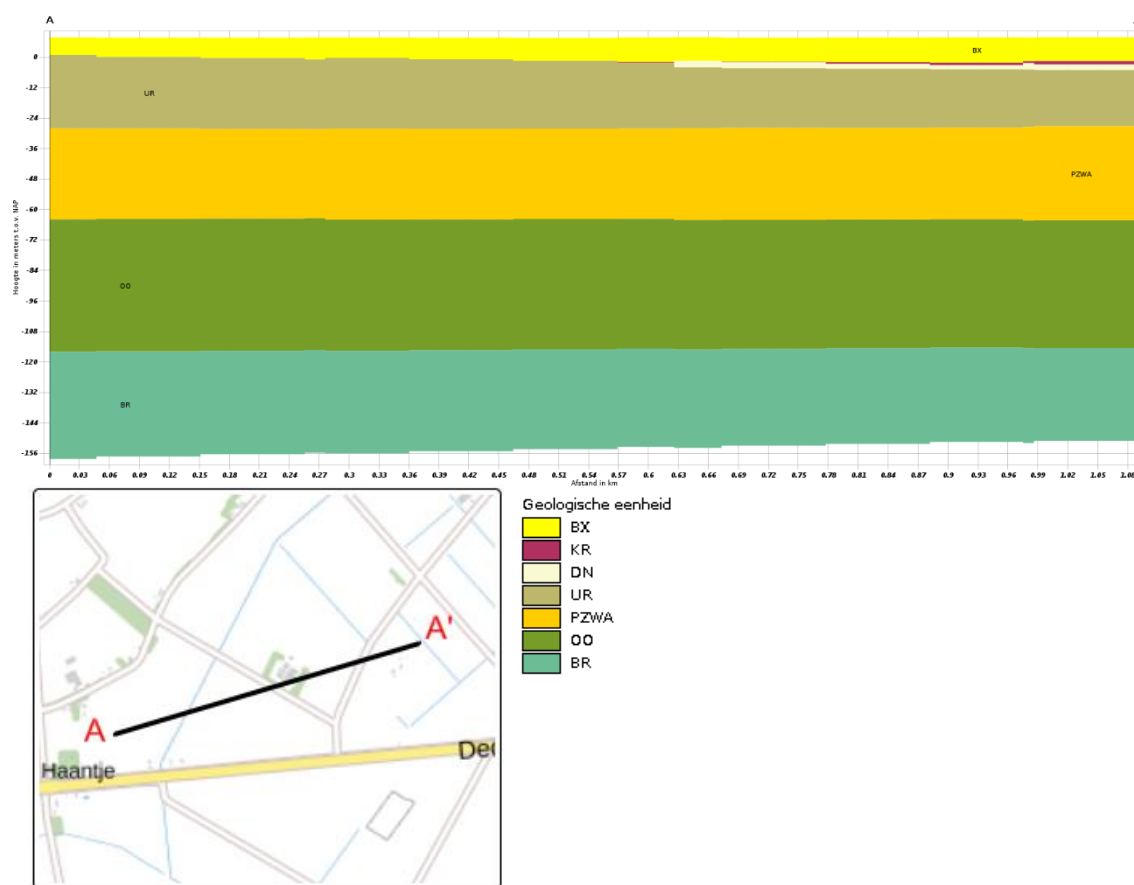 A
BX
UR
PZWA
OO
BR
Hoogte in meters t.o.v. NAP
0
-12
-24
-36
-48
-60
-72
-84
-96
-108
-120
-132
-144
-156
0 0.03 0.06 0.09 0.12 0.15 0.18 0.21 0.24 0.27 0.3 0.33 0.36 0.39 0.42 0.45 0.48 0.51 0.54 0.57 0.6 0.63 0.66 0.69 0.72 0.75 0.78 0.81 0.84 0.87 0.9 0.93 0.96 0.99 1.02 1.05 1.08
Afstand in km
A'
A
Haantje
Geologische eenheid
BX
KR
DN
UR
PZWA
OO
BR